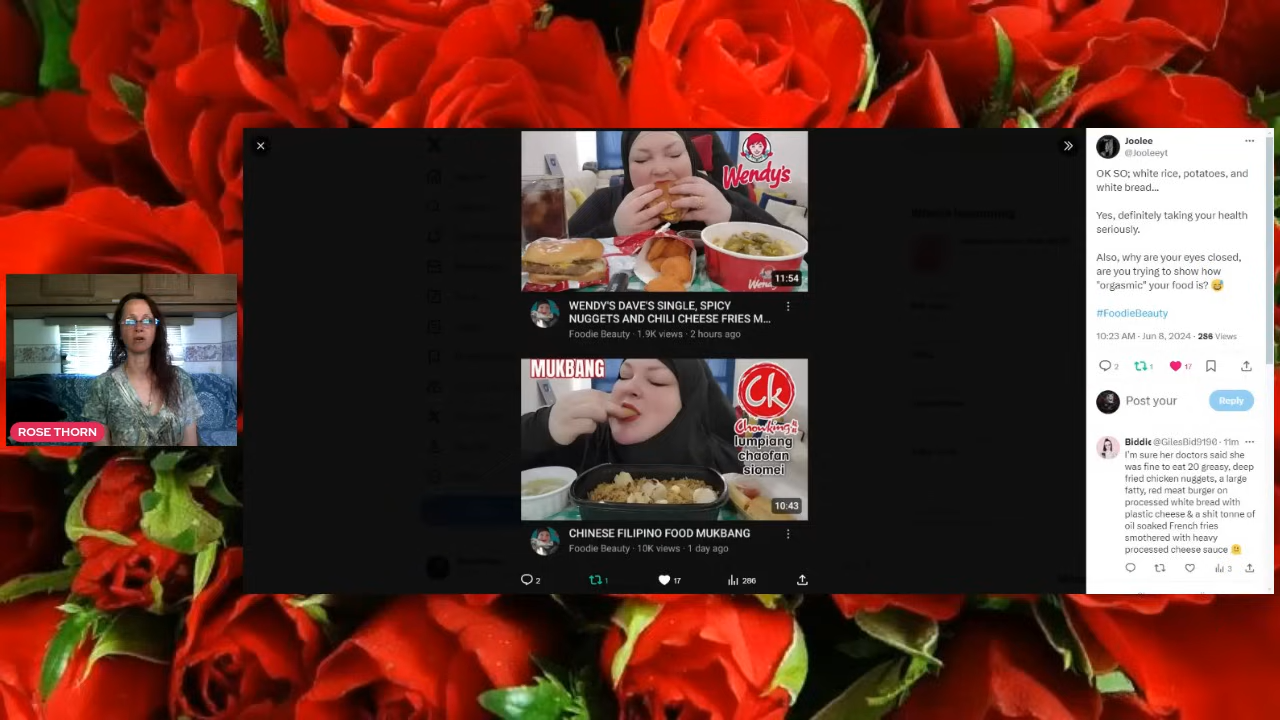 ROSE THORN
Wendy's
11:54
WENDY'S DAVE'S SINGLE, SPICY
NUGGETS AND CHILI CHEESE FRIES M...
Foodie Beauty · 1.9K views · 2 hours ago
MUKBANG
Ck
Chowking
lumpiang
chaofan
siomei
10:43
CHINESE FILIPINO FOOD MUKBANG
Foodie Beauty · 10K views · 1 day ago
2 1 17 286
Joolee
@Jooleeyt
OK SO; white rice, potatoes, and
white bread...
Yes, definitely taking your health
seriously.
Also, why are your eyes closed,
are you trying to show how
"orgasmic" your food is? 😅
#FoodieBeauty
10:23 AM · Jun 8, 2024 · 286 Views
2 1 17
Post your
Reply
Biddie @GilesBid9196 · 11m
I'm sure her doctors said she
was fine to eat 20 greasy, deep
fried chicken nuggets, a large
fatty, red meat burger on
processed white bread with
plastic cheese & a shit tonne of
oil soaked French fries
smothered with heavy
processed cheese sauce 🫠
3